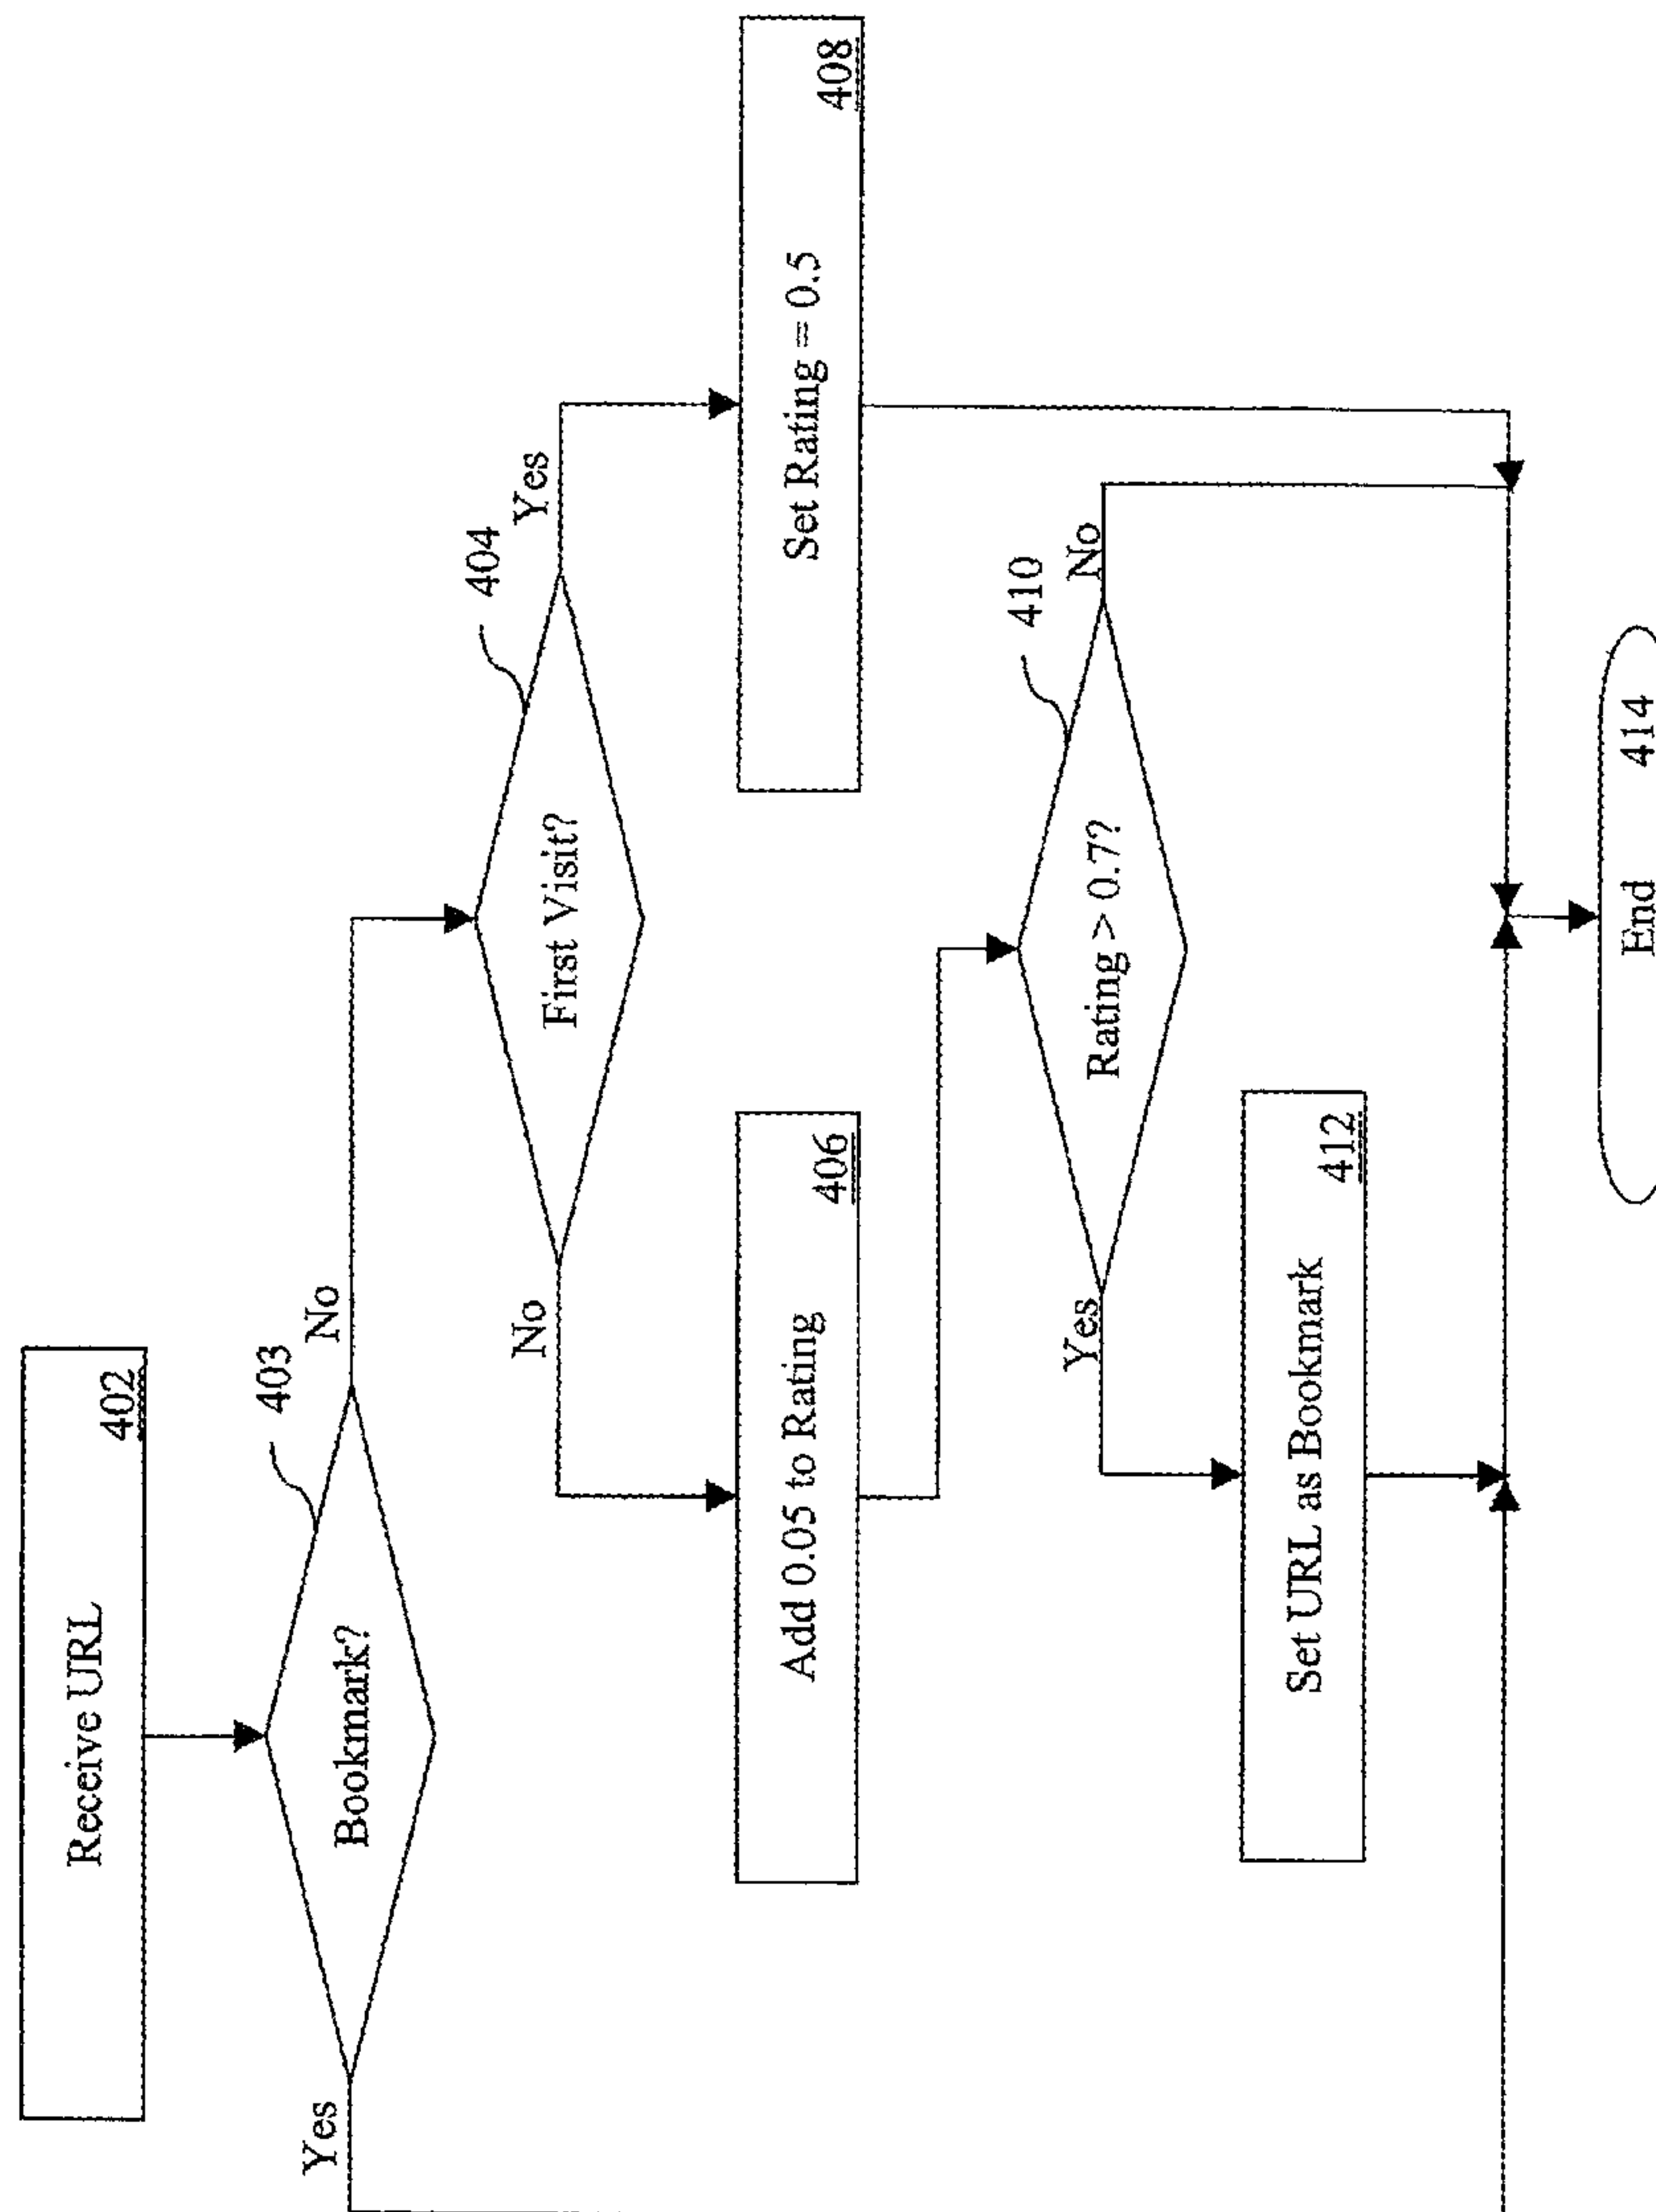 Receive URL
402
403
Bookmark?
Yes
No
404
First Visit?
No
Yes
Add 0.05 to Rating
406
Set Rating = 0.5
408
410
Rating > 0.7?
Yes
No
Set URL as Bookmark
412
End 414